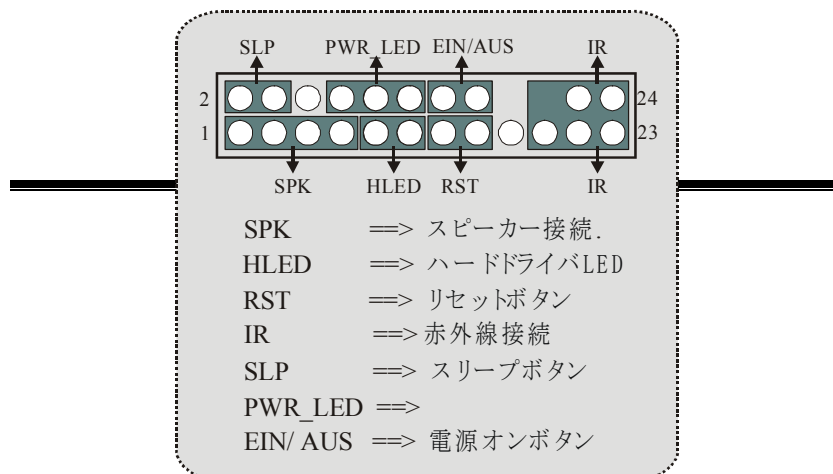 SLP PWR_LED EIN/AUS IR
2 24
1 23
SPK HLED RST IR
SPK ==> スピーカー接続.
HLED ==> ハードドライバLED
RST ==> リセットボタン
IR ==> 赤外線接続
SLP ==> スリープボタン
PWR_LED ==>
EIN/ AUS ==> 電源オンボタン